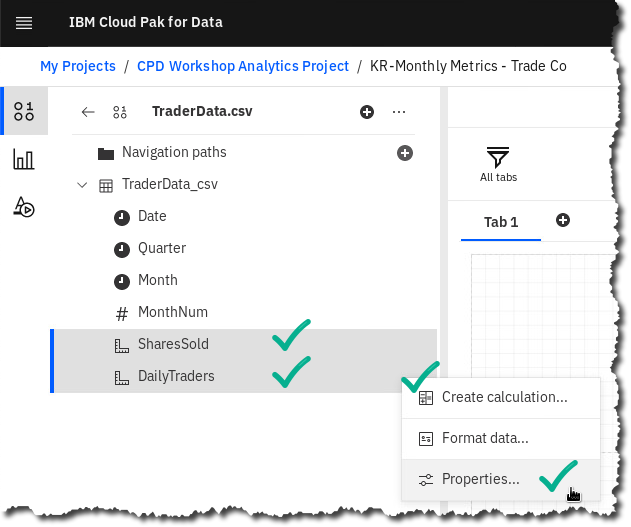 IBM Cloud Pak for Data
My Projects / CPD Workshop Analytics Project / KR-Monthly Metrics - Trade Co
TraderData.csv
Navigation paths
TraderData_csv
Date
Quarter
Month
# MonthNum
SharesSold
DailyTraders
All tabs
Tab 1
Create calculation...
Format data...
Properties...